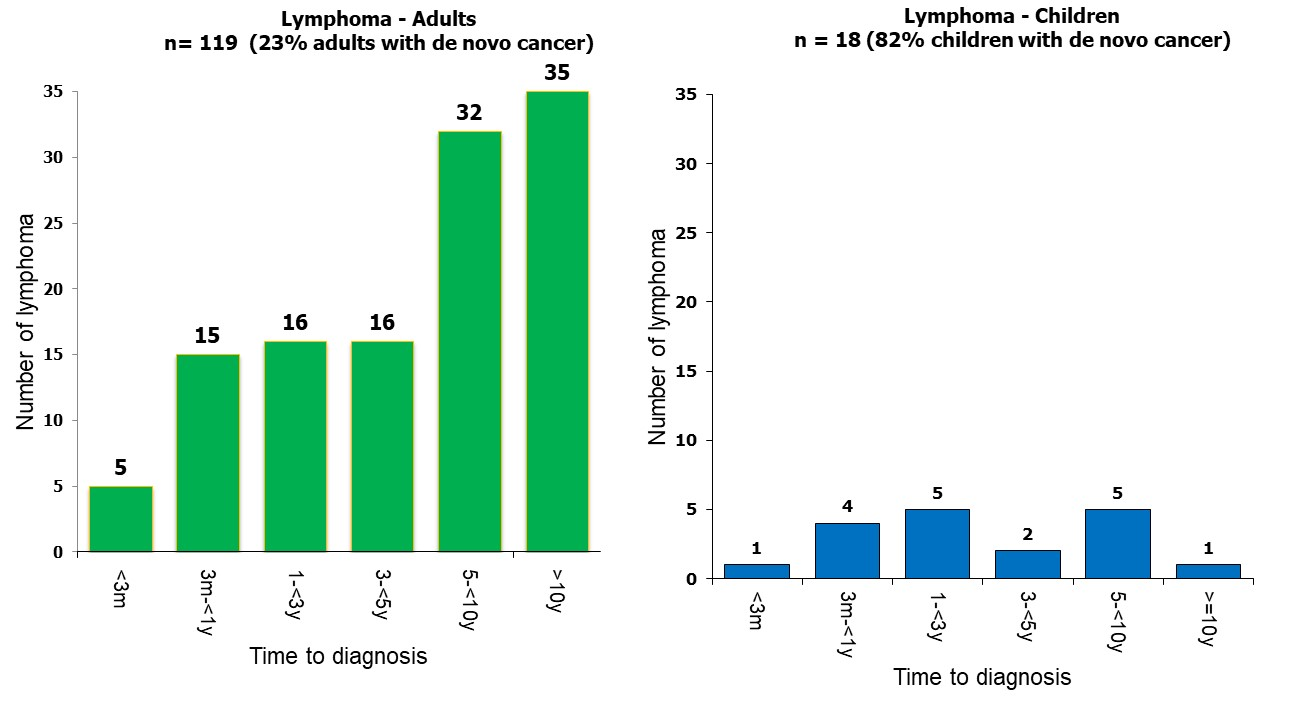 Lymphoma - Adults
n= 119 (23% adults with de novo cancer)
Number of lymphoma
35
30
25
20
15
10
5
0
5
15
16
16
32
35
<3m
3m-<1y
1-<3y
3-<5y
5-<10y
>10y
Time to diagnosis
Lymphoma - Children
n = 18 (82% children with de novo cancer)
Number of lymphoma
35
30
25
20
15
10
5
0
1
4
5
2
5
1
<3m
3m-<1y
1-<3y
3-<5y
5-<10y
>=10y
Time to diagnosis